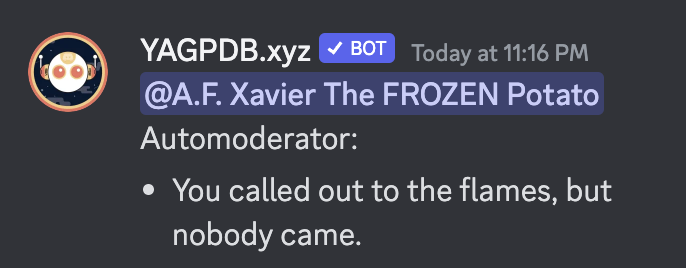 YAGPDB.xyz ✓ BOT Today at 11:16 PM
@A.F. Xavier The FROZEN Potato
Automoderator:
• You called out to the flames, but
nobody came.